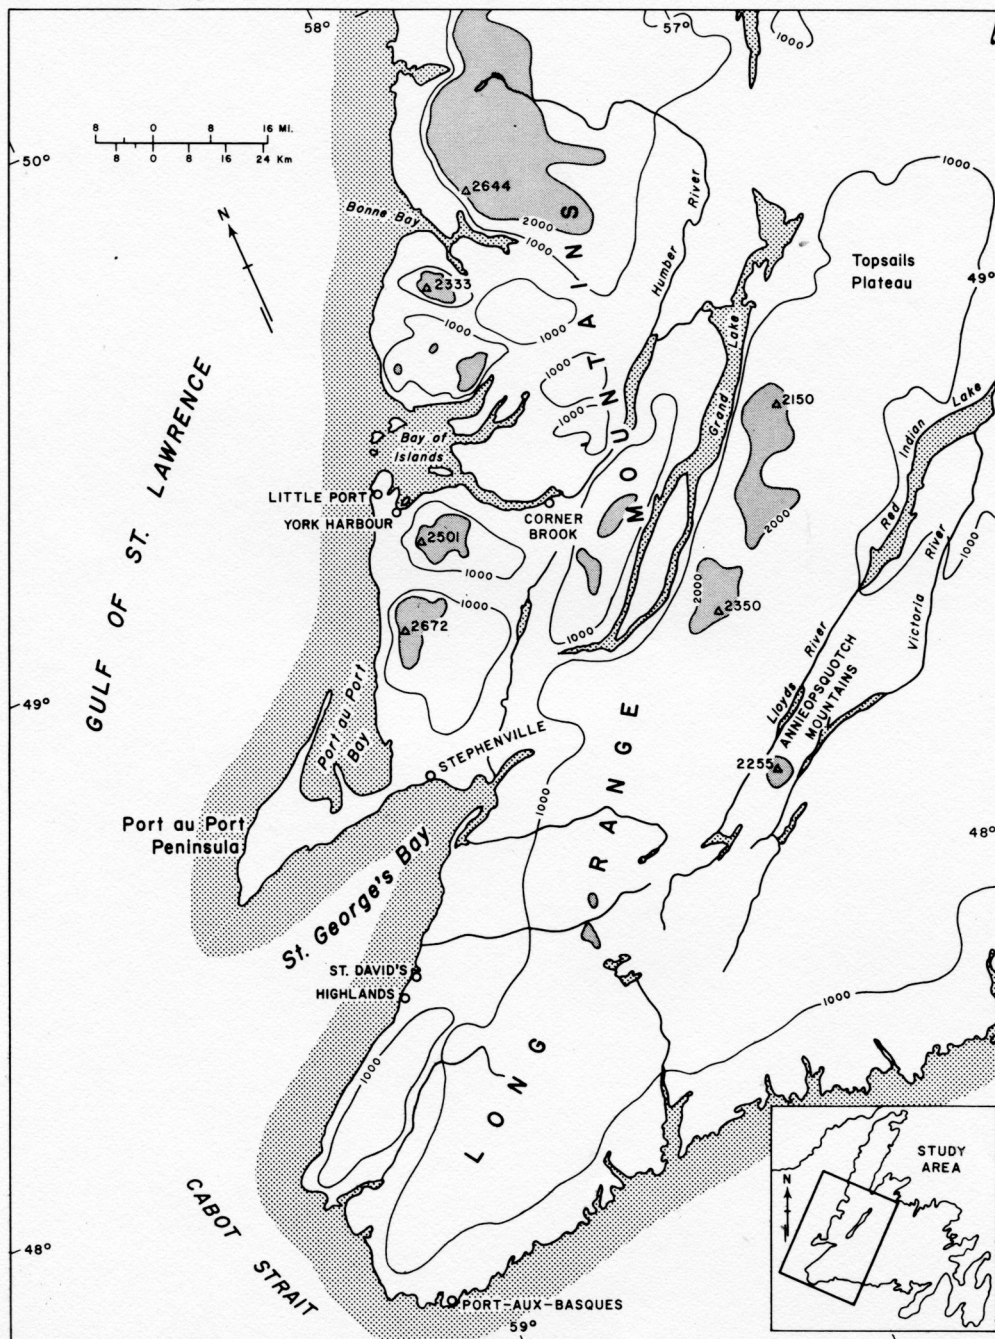 58°
57°
1000
8 0 8 16 MI.
8 0 8 16 24 Km
50°
1000
2644
N
Bonne Bay
2000
1000
River
Humber
Topsails
Plateau
49°
2333
1000
1000
1000
1000
Grand
Lake
2150
Lake
Indian
Red
Bay of
Islands
GULF OF ST. LAWRENCE
LITTLE PORT
YORK HARBOUR
CORNER
BROOK
2000
River
1000
2501
1000
2000
2350
1000
1000
2672
Victoria
River
Lloyds
ANNIEOPSQUOTCH
MOUNTAINS
49°
Port au Port
Bay
STEPHENVILLE
2255
1000
Port au Port
Peninsula
48°
St. George's Bay
ST. DAVID'S
HIGHLANDS
1000
1000
LONG RANGE MOUNTAINS
STUDY
AREA
N
CABOT STRAIT
48°
PORT-AUX-BASQUES
59°